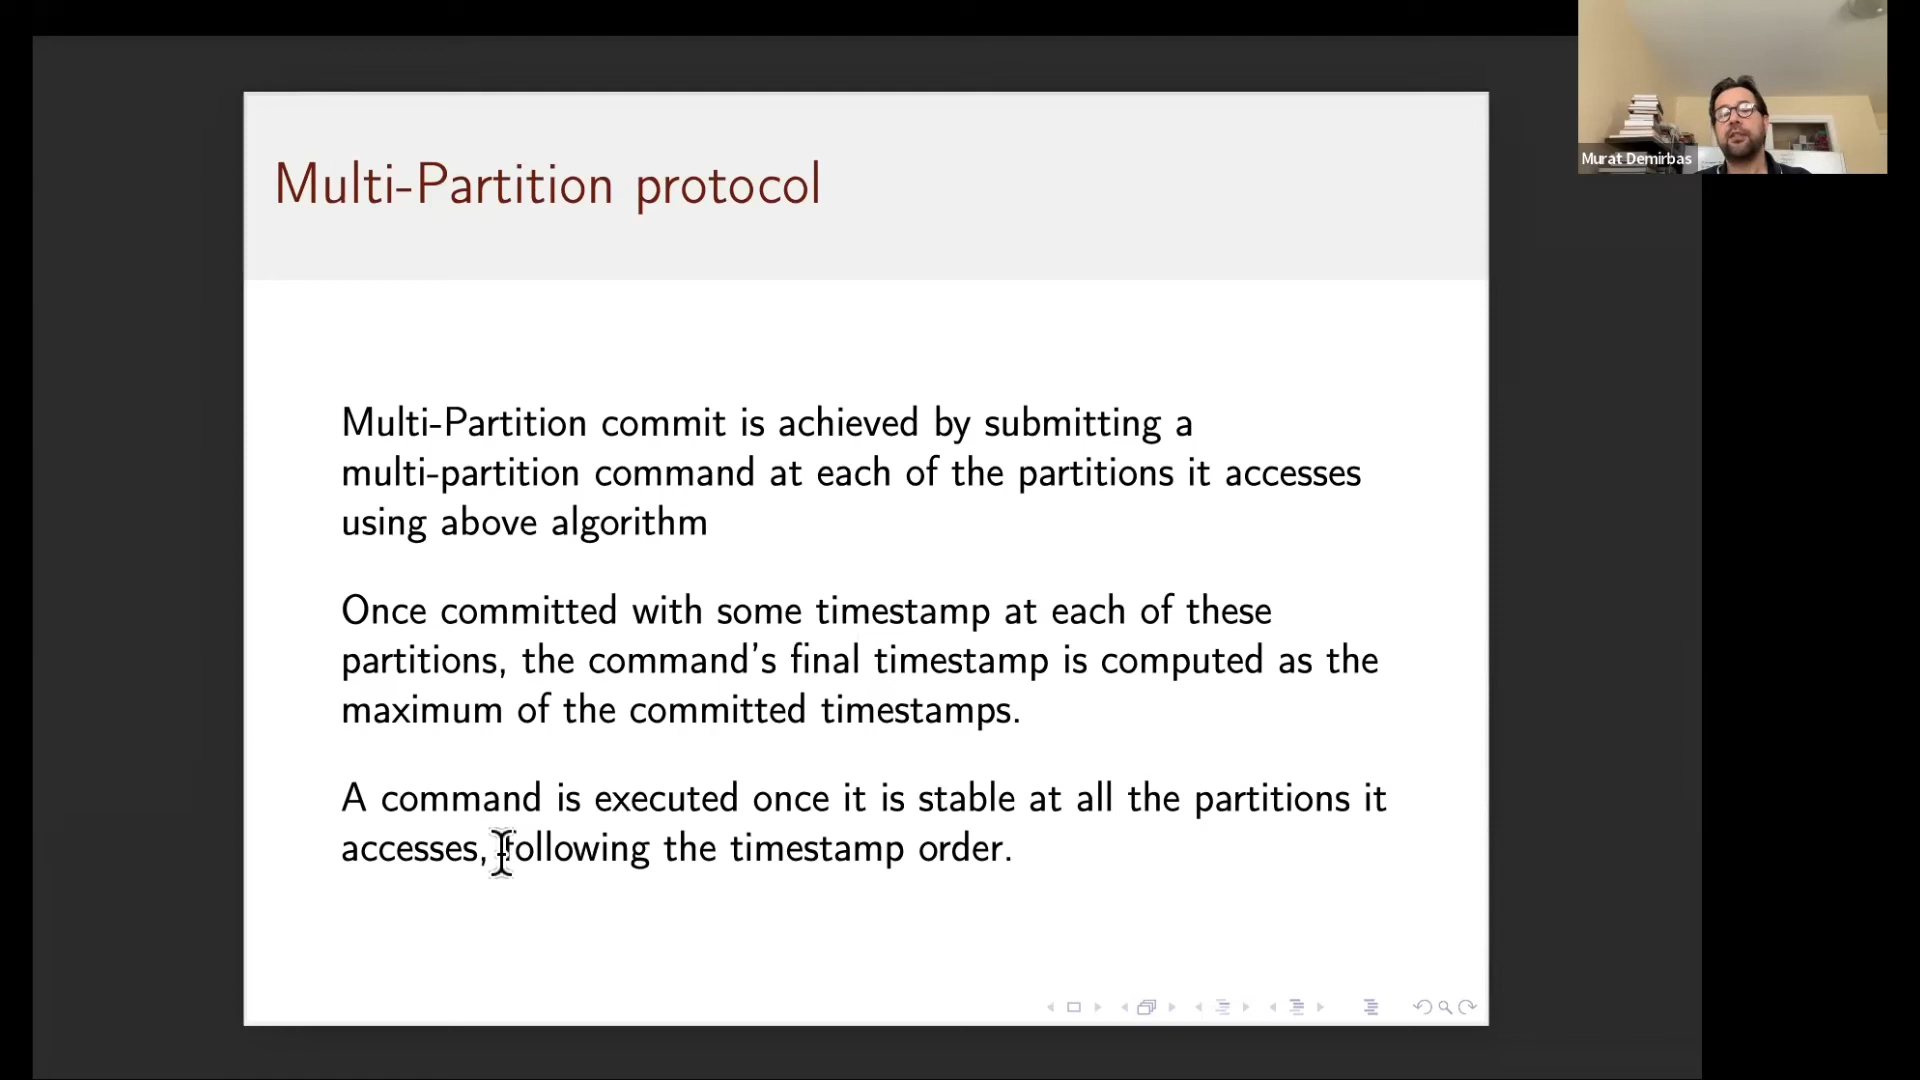 Multi-Partition protocol
Murat Demirbas
Multi-Partition commit is achieved by submitting a
multi-partition command at each of the partitions it accesses
using above algorithm
Once committed with some timestamp at each of these
partitions, the command's final timestamp is computed as the
maximum of the committed timestamps.
A command is executed once it is stable at all the partitions it
accesses, following the timestamp order.